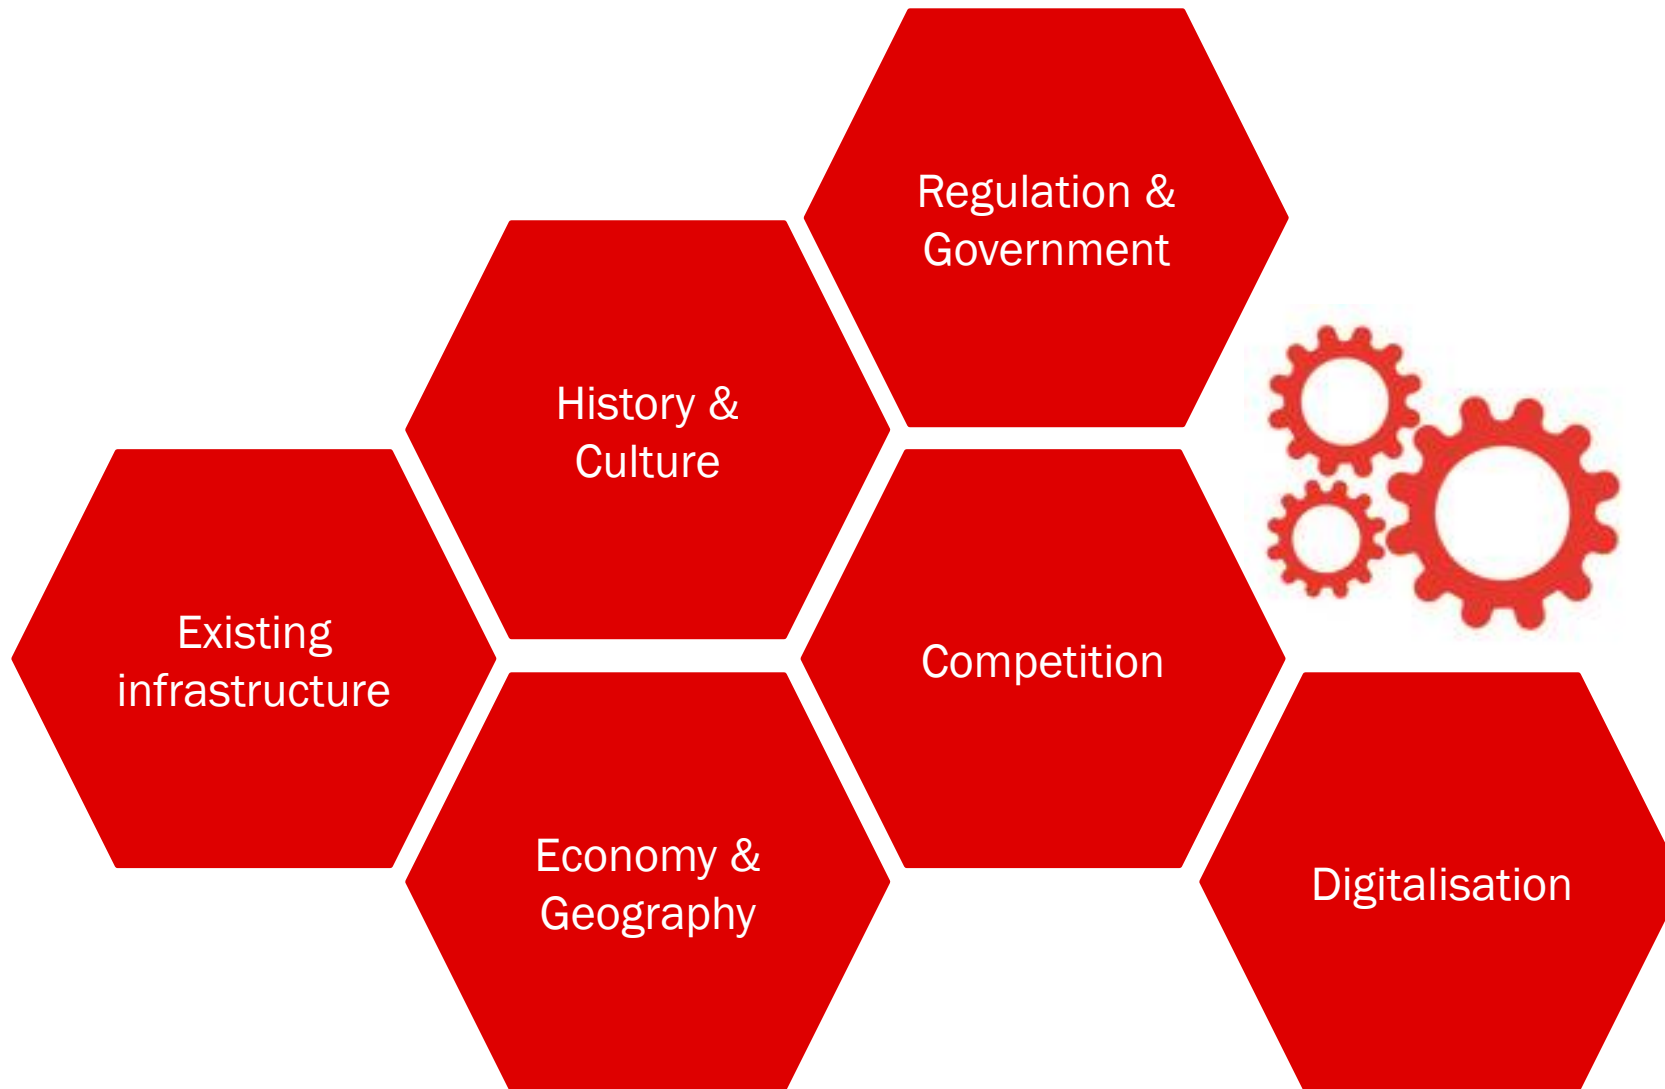 Regulation &
Government
History &
Culture
Existing
infrastructure
Competition
Economy &
Geography
Digitalisation